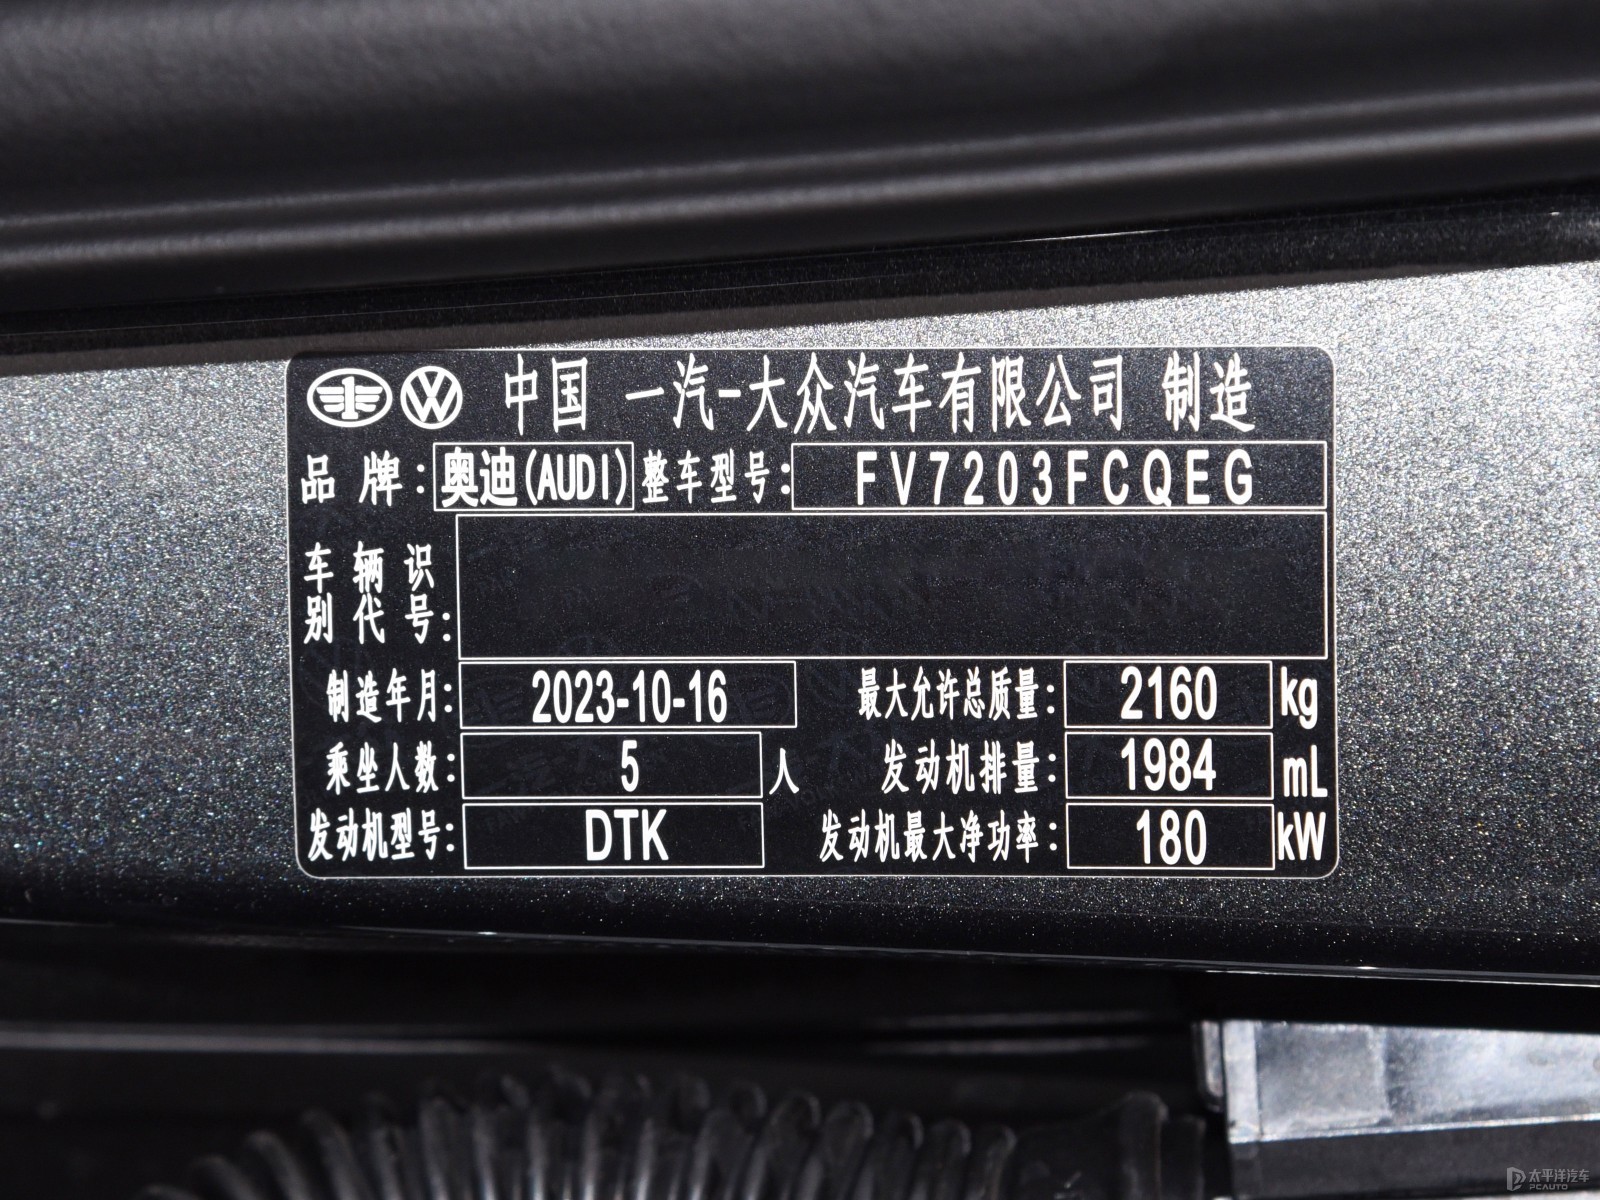 中国 一汽-大众汽车有限公司 制造
品牌: 奥迪(AUDI) 整车型号: FV7203FCQEG
车辆识
别代号:
制造年月: 2023-10-16 最大允许总质量: 2160 kg
乘坐人数: 5 人 发动机排量: 1984 mL
发动机型号: DTK 发动机最大净功率: 180 kW
太平洋汽车
PCAUTO